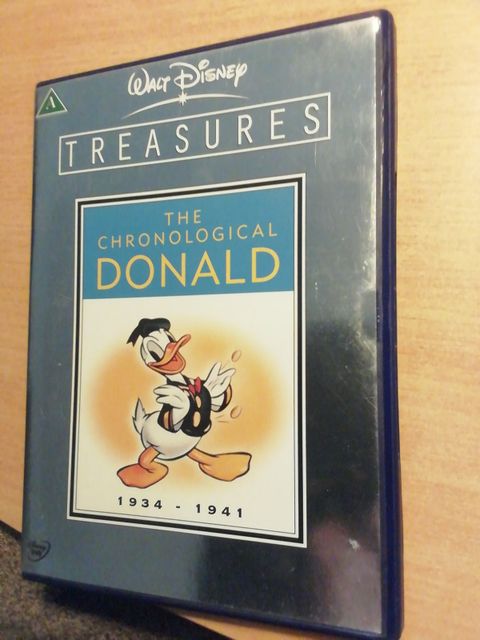 A
WALT DISNEY
TREASURES
THE
CHRONOLOGICAL
DONALD
1934 - 1941